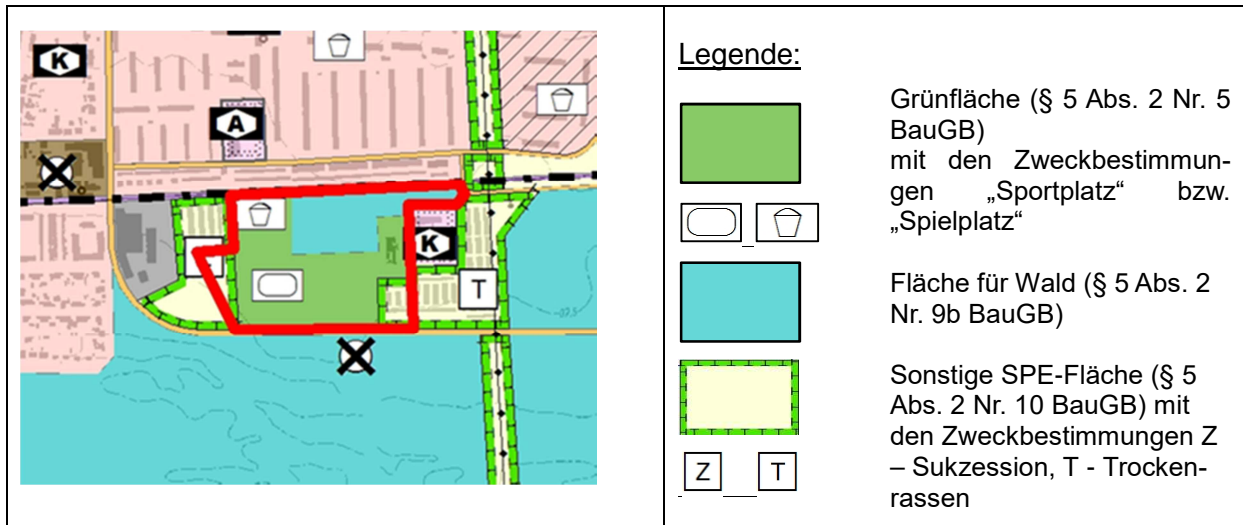 K
A
K
T
Legende:
Grünfläche (§ 5 Abs. 2 Nr. 5
BauGB)
mit den Zweckbestimmun-
gen „Sportplatz“ bzw.
„Spielplatz“
Fläche für Wald (§ 5 Abs. 2
Nr. 9b BauGB)
Sonstige SPE-Fläche (§ 5
Abs. 2 Nr. 10 BauGB) mit
den Zweckbestimmungen Z
– Sukzession, T - Trocken-
rassen
Z T